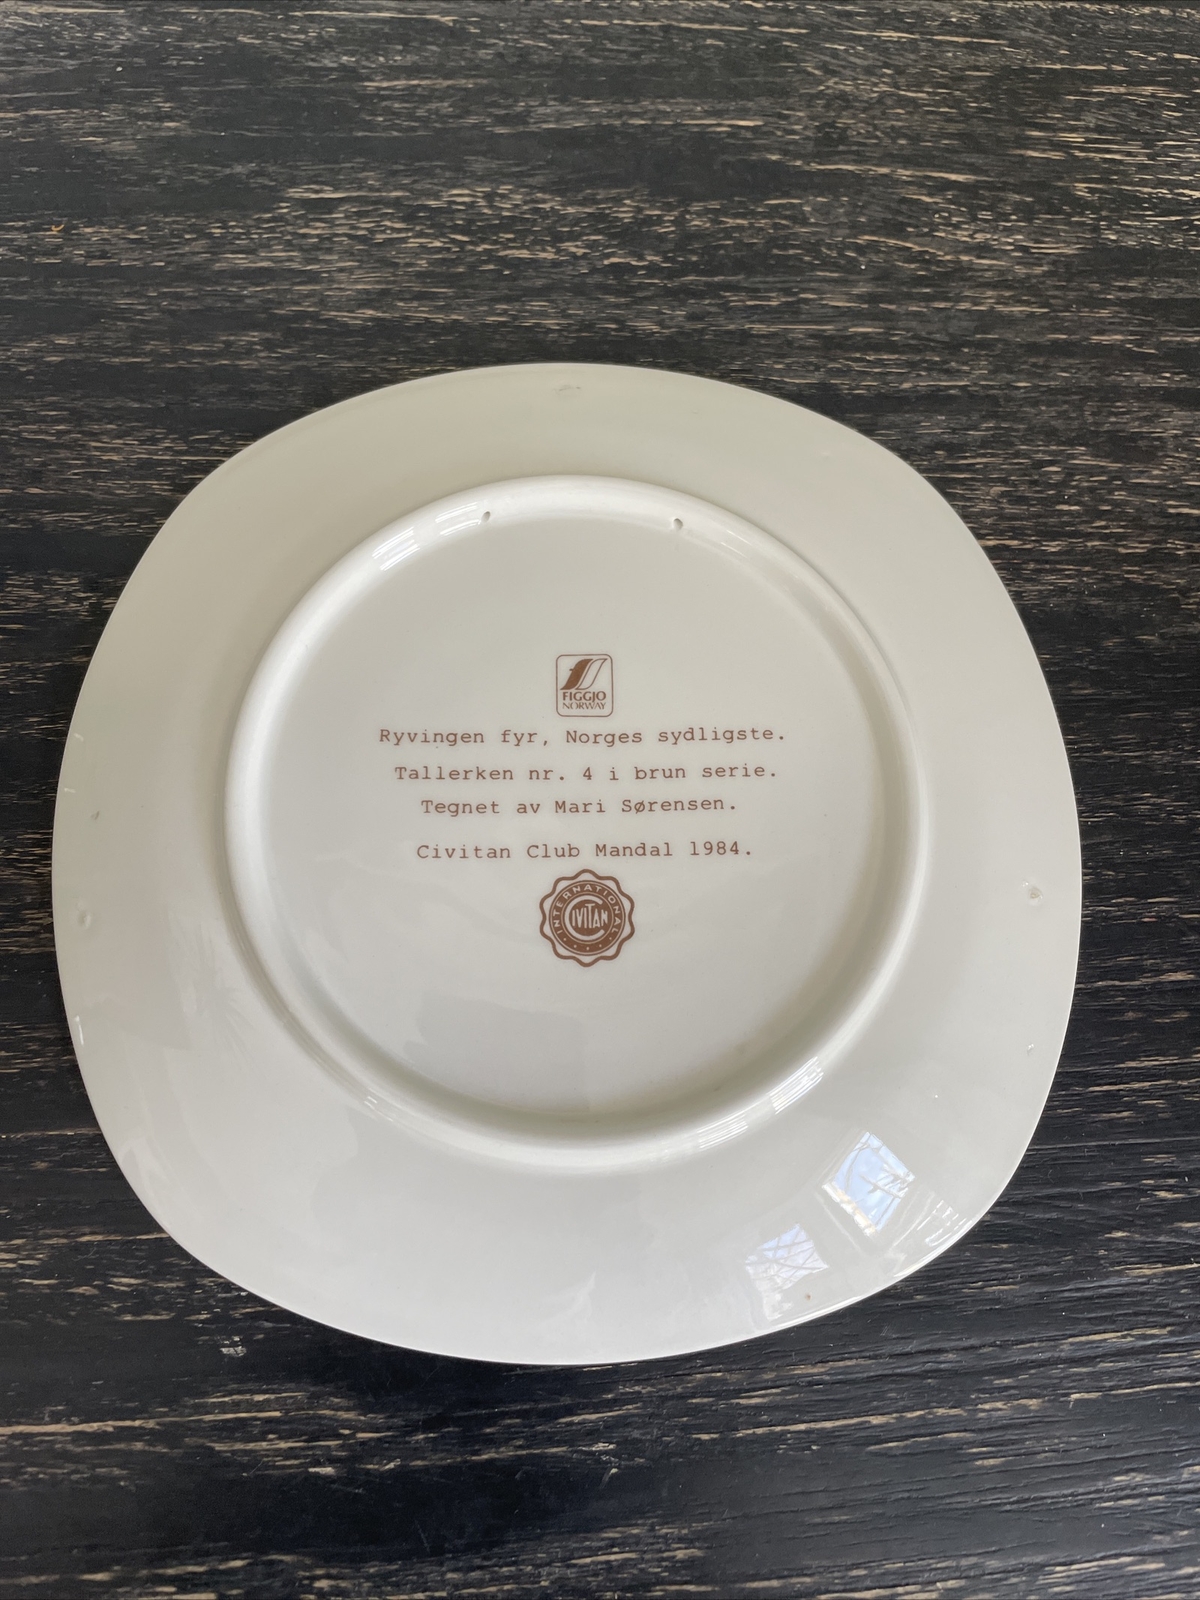 FIGGJO
NORWAY
Ryvingen fyr, Norges sydligste.
Tallerken nr. 4 i brun serie.
Tegnet av Mari Sørensen.
Civitan Club Mandal 1984.
INTERNATIONAL
CIVITAN